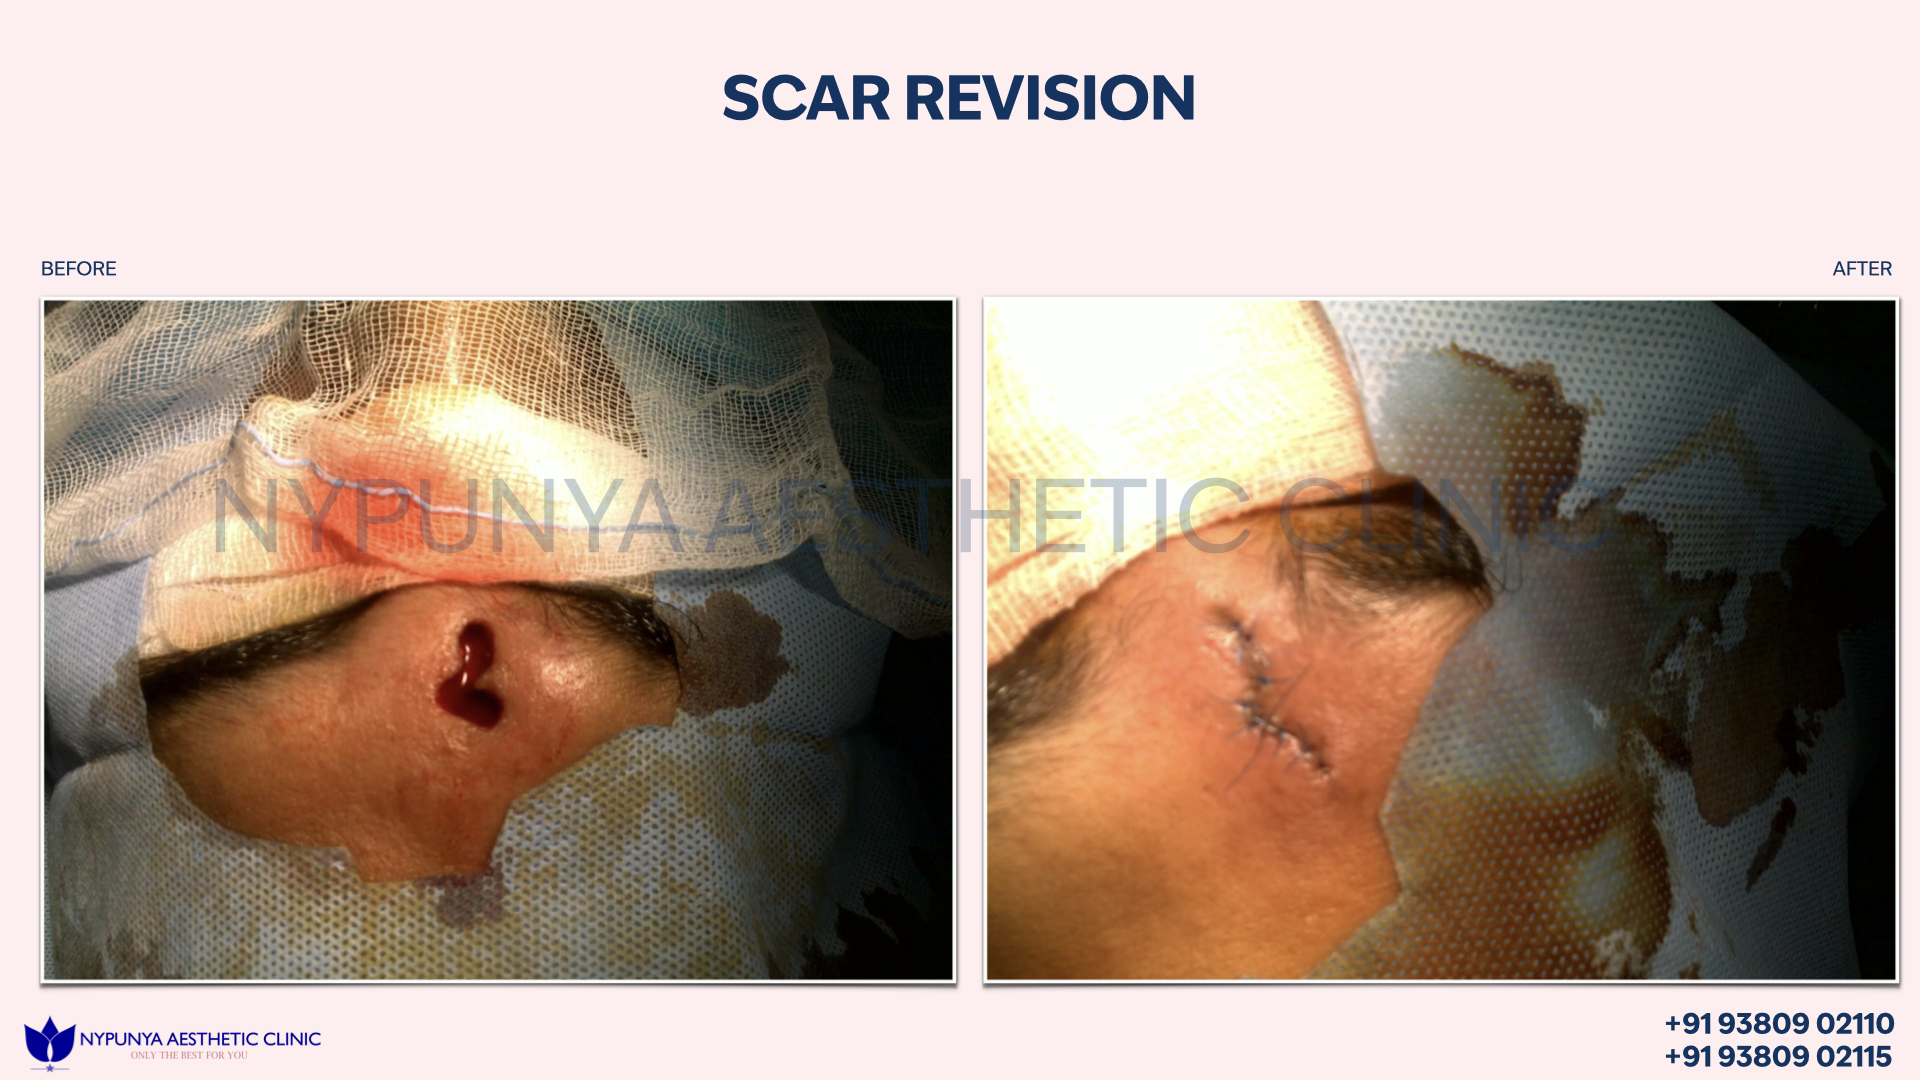 SCAR REVISION
BEFORE
AFTER
NYPUNYA AESTHETIC CLINIC
NYPUNYA AESTHETIC CLINIC
ONLY THE BEST FOR YOU
+91 93809 02110
+91 93809 02115